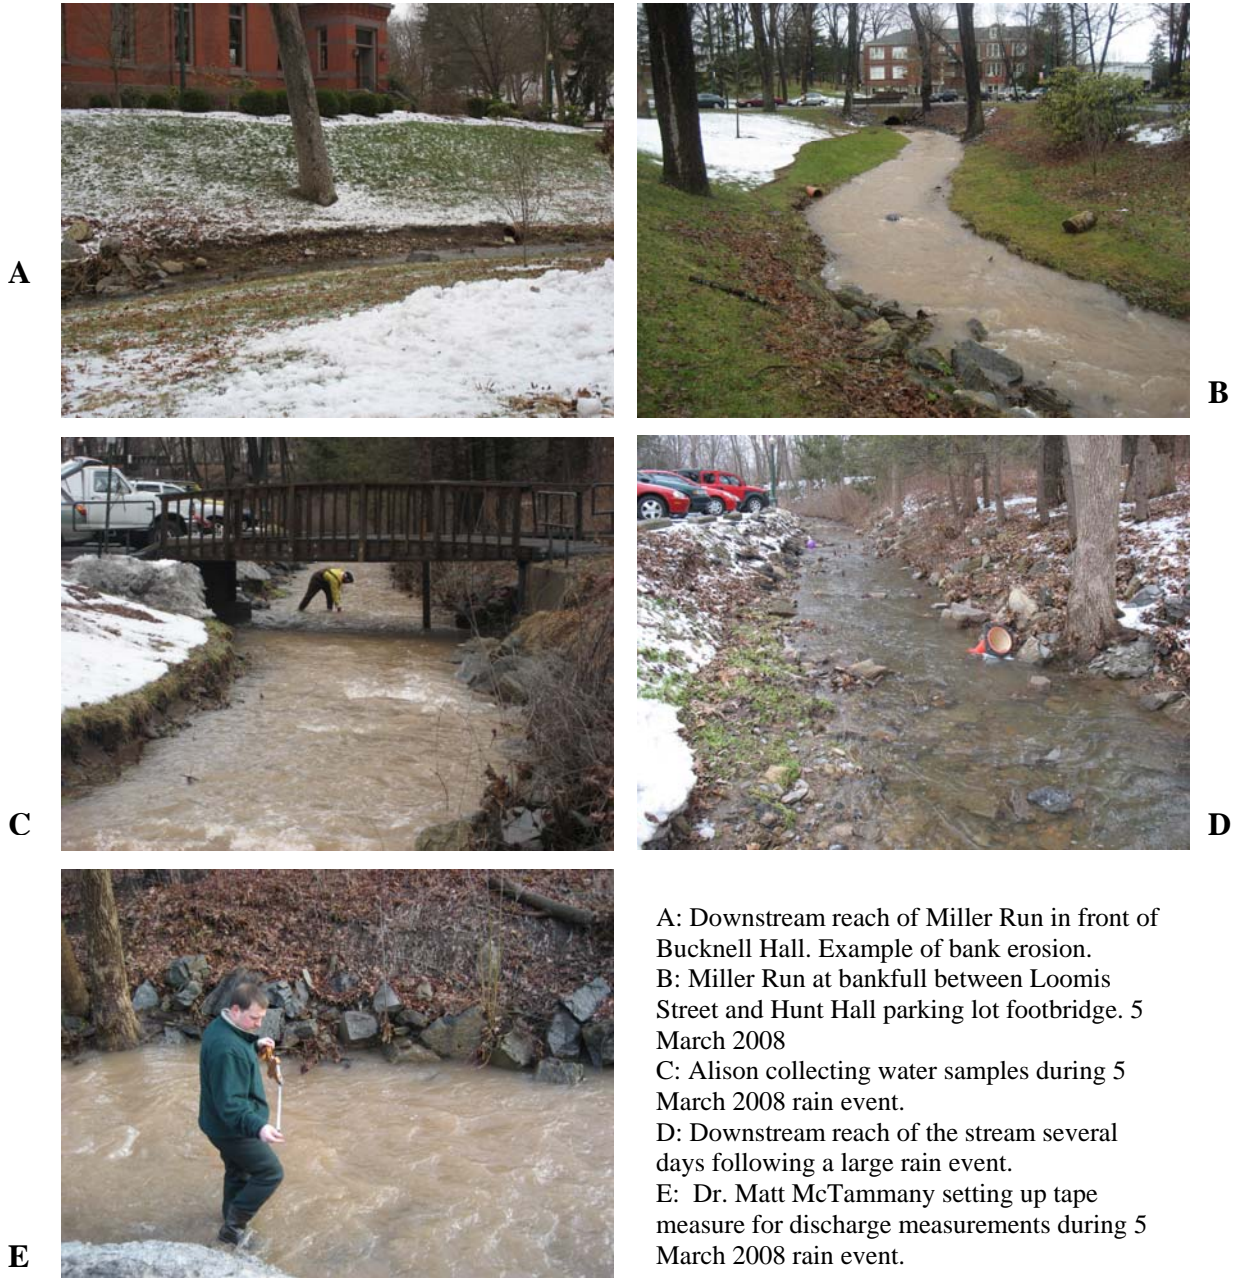 A
B
C
D
E
A: Downstream reach of Miller Run in front of
Bucknell Hall. Example of bank erosion.
B: Miller Run at bankfull between Loomis
Street and Hunt Hall parking lot footbridge. 5
March 2008
C: Alison collecting water samples during 5
March 2008 rain event.
D: Downstream reach of the stream several
days following a large rain event.
E:  Dr. Matt McTammany setting up tape
measure for discharge measurements during 5
March 2008 rain event.